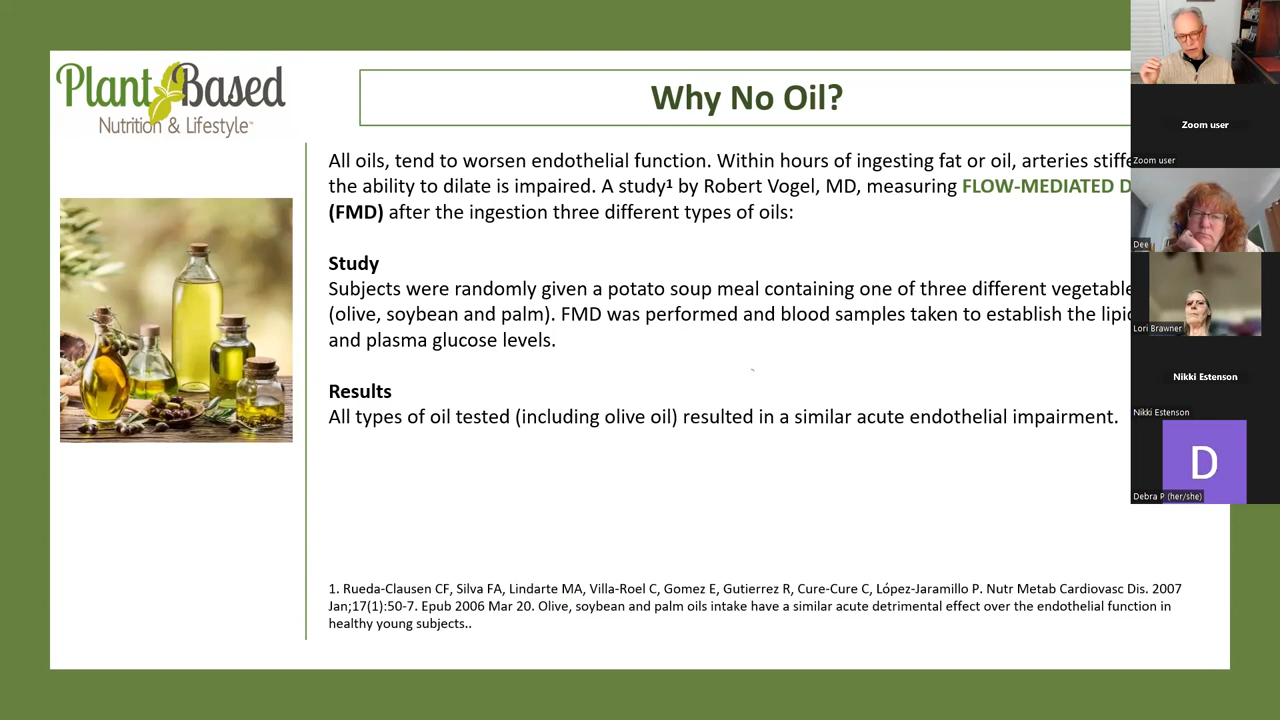 Plant Based
Nutrition & Lifestyle™
Why No Oil?
All oils, tend to worsen endothelial function. Within hours of ingesting fat or oil, arteries
the ability to dilate is impaired. A study¹ by Robert Vogel, MD, measuring FLOW-MEDIATED
(FMD) after the ingestion three different types of oils:
Study
Subjects were randomly given a potato soup meal containing one of three different vegetable
(olive, soybean and palm). FMD was performed and blood samples taken to establish the
and plasma glucose levels.
Results
All types of oil tested (including olive oil) resulted in a similar acute endothelial impairment.
1. Rueda-Clausen CF, Silva FA, Lindarte MA, Villa-Roel C, Gomez E, Gutierrez R, Cure-Cure C, López-Jaramillo P. Nutr Metab Cardiovasc Dis. 2007
Jan;17(1):50-7. Epub 2006 Mar 20. Olive, soybean and palm oils intake have a similar acute detrimental effect over the endothelial function in
healthy young subjects..
Zoom user
Zoom user
Dee
Lori Brawner
Nikki Estenson
Nikki Estenson
D
Debra P (her/she)